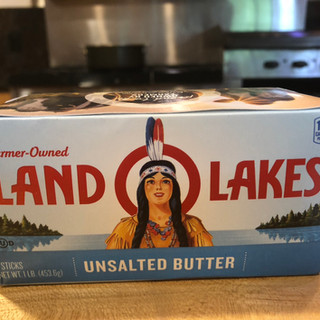 armer-Owned
LAND O LAKES
STICKS
NET WT. 1 LB. (453.6g)
UNSALTED BUTTER